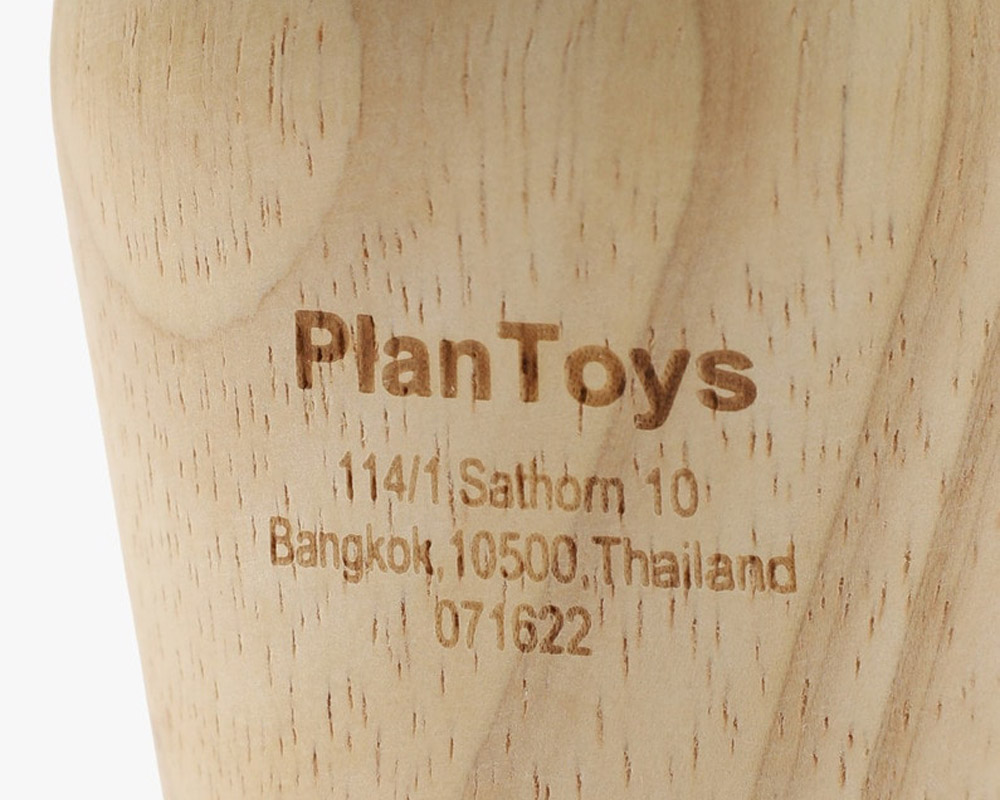 PlanToys
114/1 Sathorn 10
Bangkok,10500,Thailand
071622